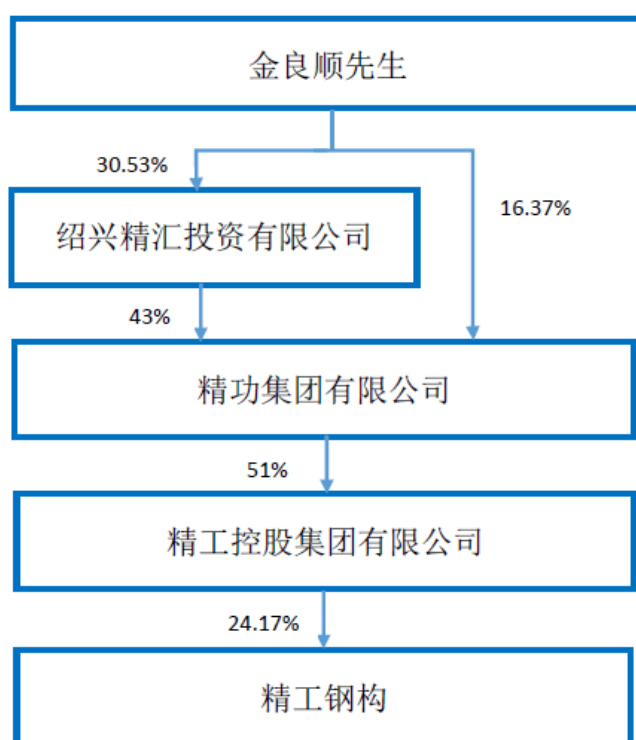 金良顺先生
30.53%
16.37%
绍兴精汇投资有限公司
43%
精功集团有限公司
51%
精工控股集团有限公司
24.17%
精工钢构